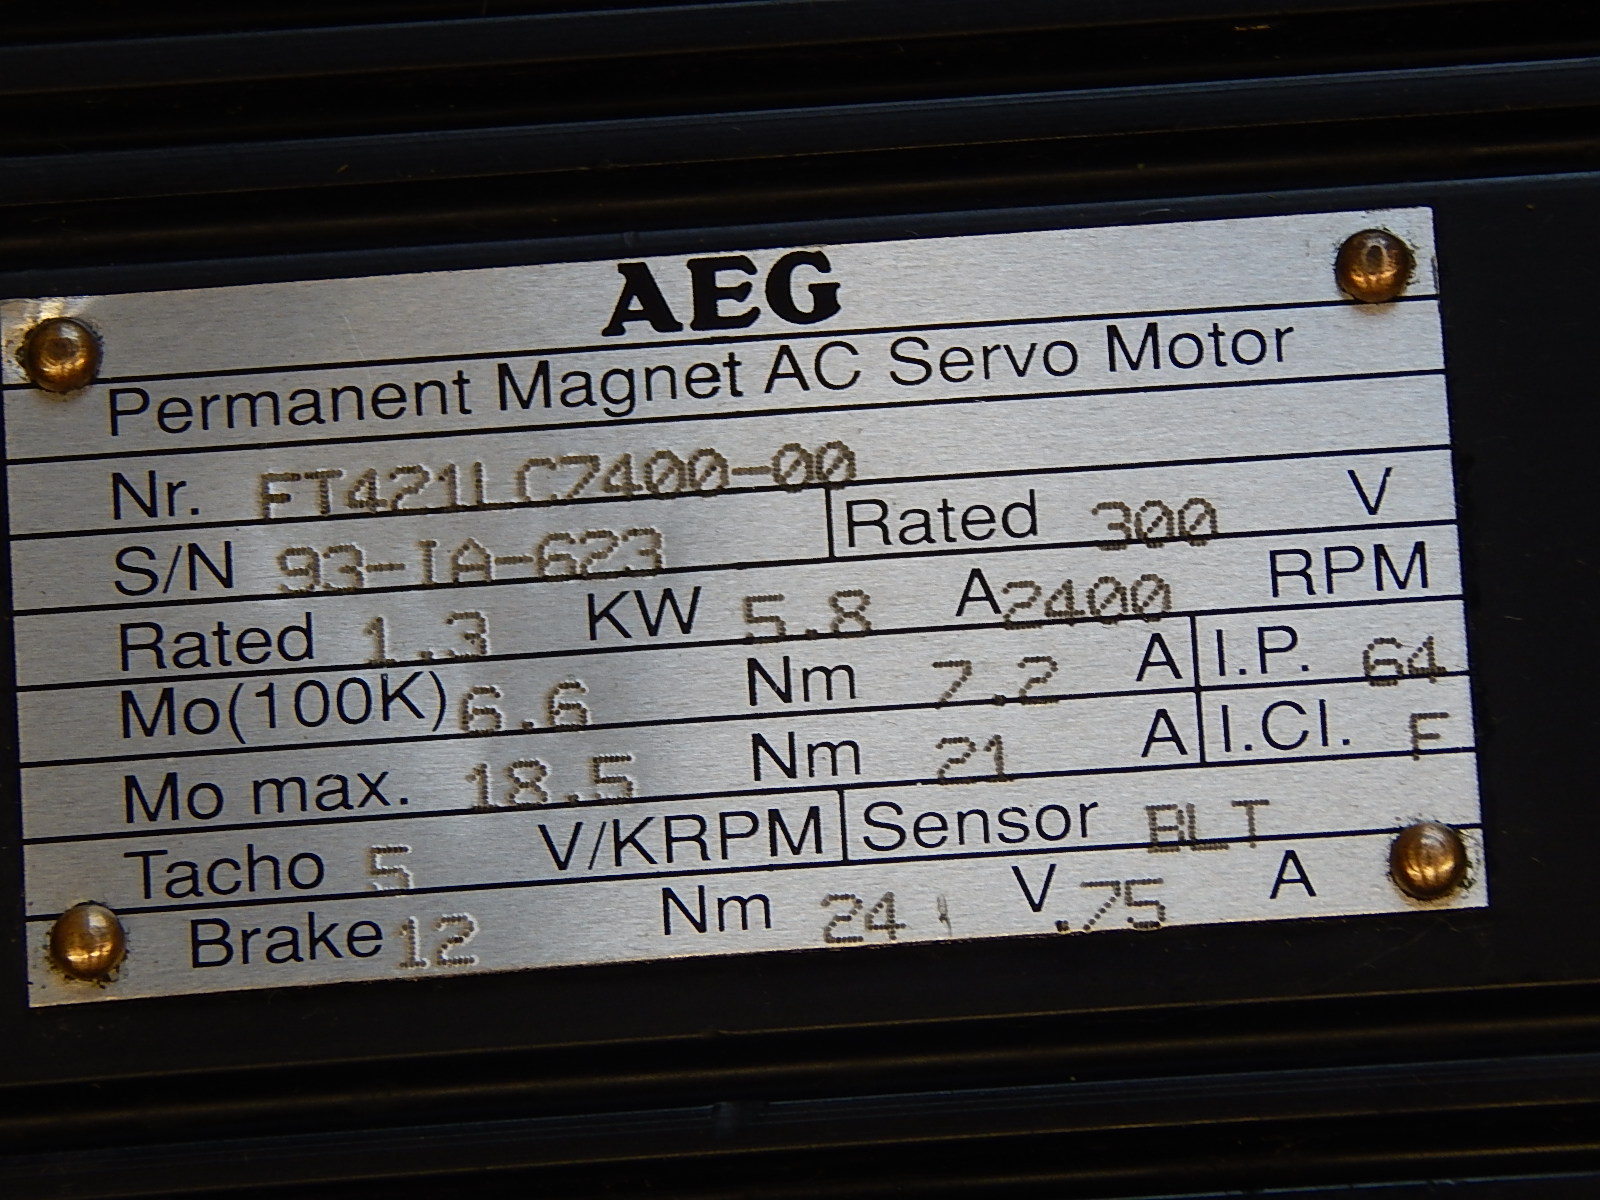 AEG
Permanent Magnet AC Servo Motor
Nr. FT421LC7400-00
S/N 93-IA-623 Rated 300 V
Rated 1.3 KW 5.8 A 2400 RPM
Mo(100K) 6.6 Nm 7.2 A I.P. 64
Mo max. 18.5 Nm 21 A I.Cl. F
Tacho 5 V/KRPM Sensor BLT
Brake 12 Nm 24 V .75 A